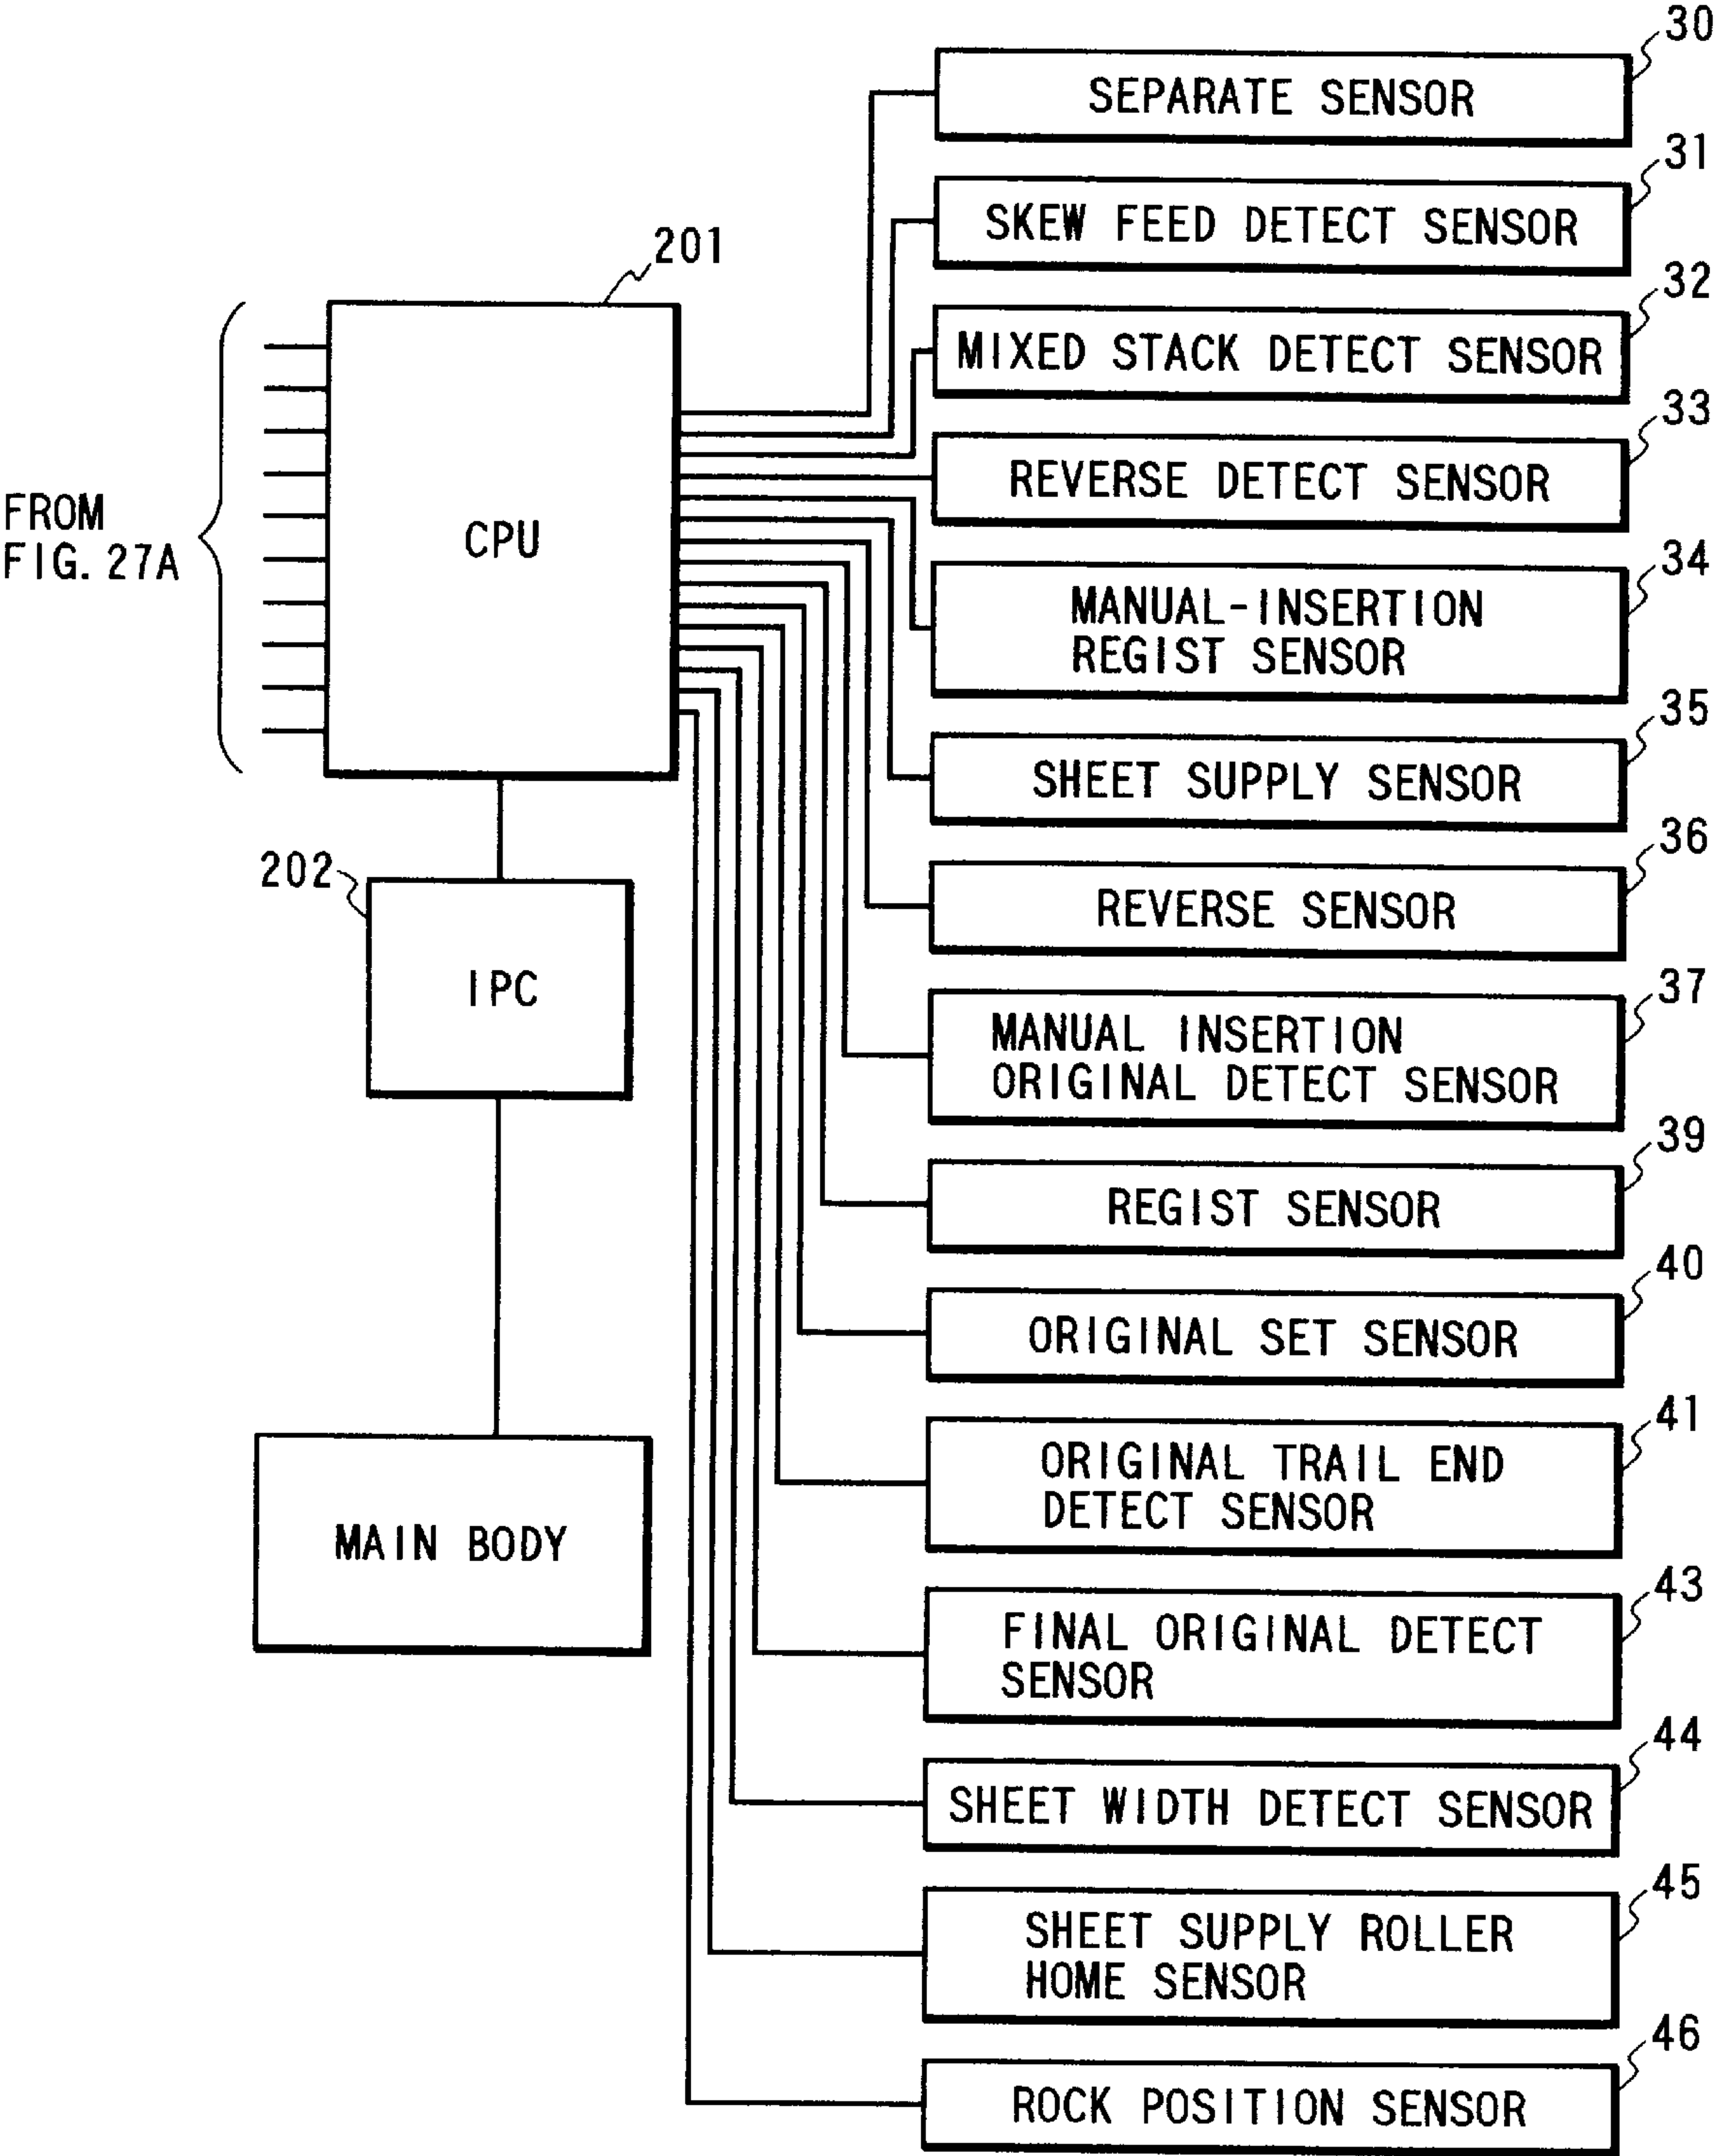 30
SEPARATE SENSOR
31
SKEW FEED DETECT SENSOR
201
32
MIXED STACK DETECT SENSOR
33
REVERSE DETECT SENSOR
FROM
FIG. 27A
CPU
34
MANUAL-INSERTION
REGIST SENSOR
35
SHEET SUPPLY SENSOR
36
REVERSE SENSOR
202
IPC
37
MANUAL INSERTION
ORIGINAL DETECT SENSOR
39
REGIST SENSOR
40
ORIGINAL SET SENSOR
41
ORIGINAL TRAIL END
DETECT SENSOR
MAIN BODY
43
FINAL ORIGINAL DETECT
SENSOR
44
SHEET WIDTH DETECT SENSOR
45
SHEET SUPPLY ROLLER
HOME SENSOR
46
ROCK POSITION SENSOR